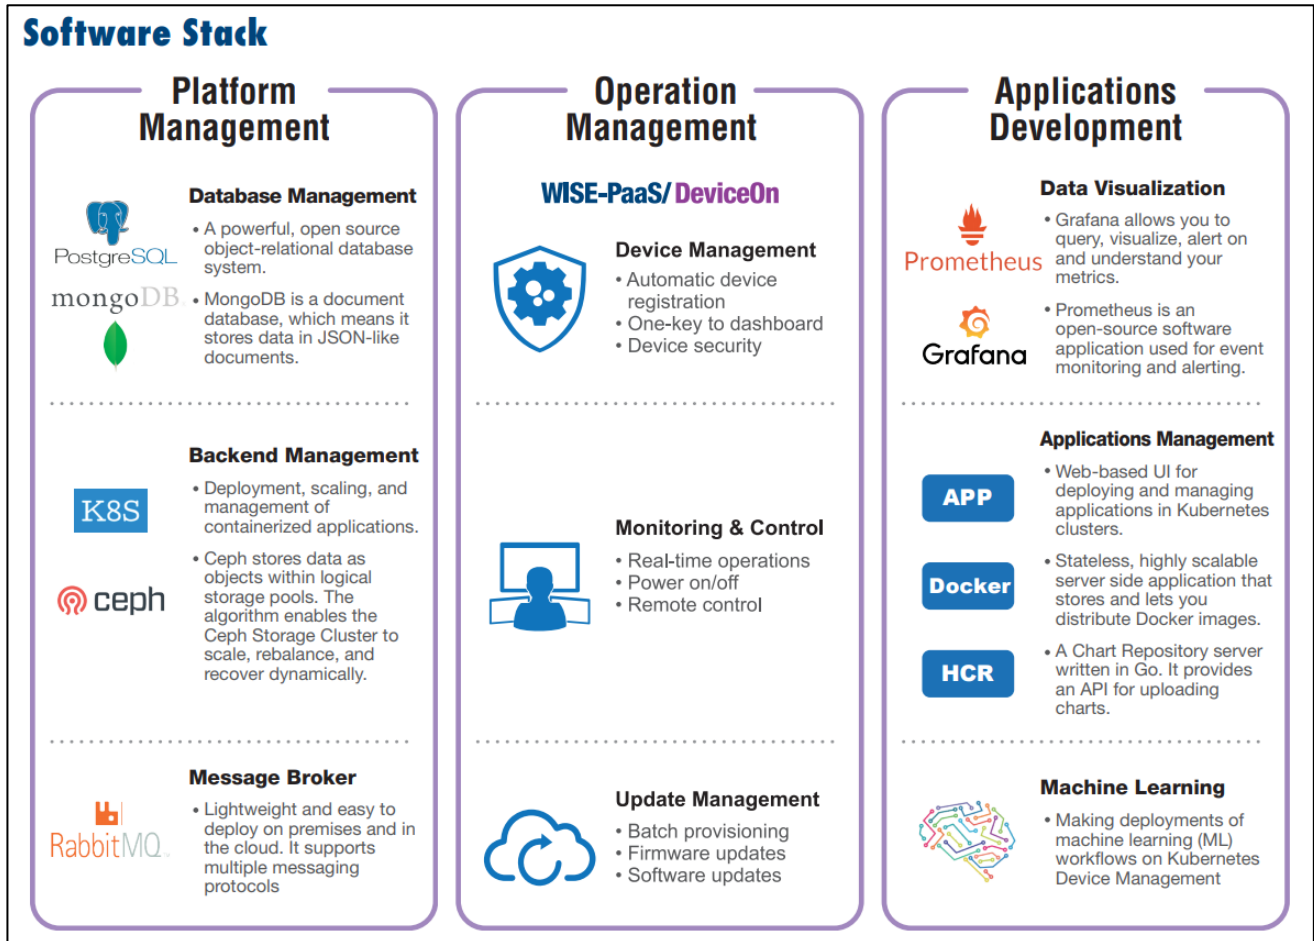 Software Stack
Platform
Management
PostgreSQL
mongoDB
Database Management
• A powerful, open source
object-relational database
system.
• MongoDB is a document
database, which means it
stores data in JSON-like
documents.
K8S
ceph
Backend Management
• Deployment, scaling, and
management of
containerized applications.
• Ceph stores data as
objects within logical
storage pools. The
algorithm enables the
Ceph Storage Cluster to
scale, rebalance, and
recover dynamically.
RabbitMQ
Message Broker
• Lightweight and easy to
deploy on premises and in
the cloud. It supports
multiple messaging
protocols
Operation
Management
WISE-PaaS/DeviceOn
Device Management
• Automatic device
registration
• One-key to dashboard
• Device security
Monitoring & Control
• Real-time operations
• Power on/off
• Remote control
Update Management
• Batch provisioning
• Firmware updates
• Software updates
Applications
Development
Prometheus
Grafana
Data Visualization
• Grafana allows you to
query, visualize, alert on
and understand your
metrics.
• Prometheus is an
open-source software
application used for event
monitoring and alerting.
APP
Docker
HCR
Applications Management
• Web-based UI for
deploying and managing
applications in Kubernetes
clusters.
• Stateless, highly scalable
server side application that
stores and lets you
distribute Docker images.
• A Chart Repository server
written in Go. It provides
an API for uploading
charts.
Machine Learning
• Making deployments of
machine learning (ML)
workflows on Kubernetes
Device Management